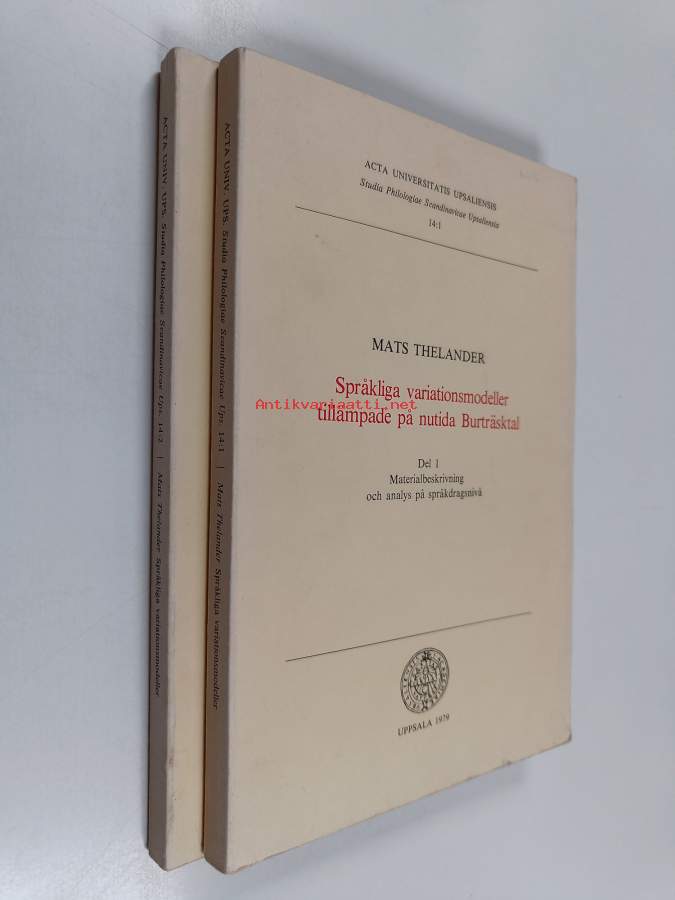 ACTA UNIVERSITATIS UPSALIENSIS
Studia Philologiae Scandinavicae Upsaliensia
14:1
MATS THELANDER
Språkliga variationsmodeller
tillämpade på nutida Burträsktal
Antikvariaatti.net
Del 1
Materialbeskrivning
och analys på språkdragsnivå
UPPSALA 1979
ACTA UNIV. UPS. Studia Philologiae Scandinavicae Ups. 14:1 | Mats Thelander Språkliga variationsmodeller
ACTA UNIV. UPS. Studia Philologiae Scandinavicae Ups. 14:2 | Mats Thelander Språkliga variationsmodeller